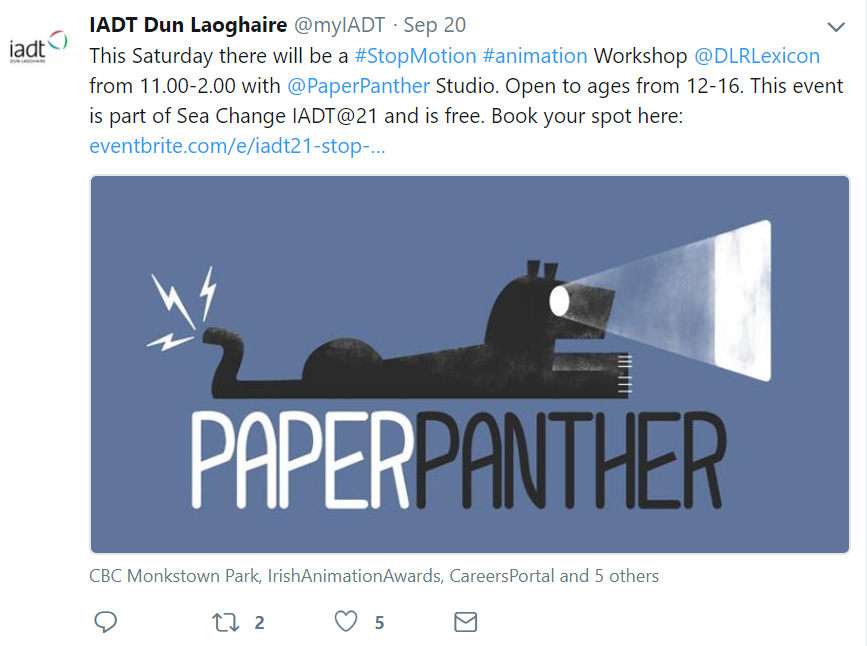 iadt
DUN LAOGHAIRE
IADT Dun Laoghaire @myIADT · Sep 20
This Saturday there will be a #StopMotion #animation Workshop @DLRLexicon
from 11.00-2.00 with @PaperPanther Studio. Open to ages from 12-16. This event
is part of Sea Change IADT@21 and is free. Book your spot here:
eventbrite.com/e/iadt21-stop-…
PAPERPANTHER
CBC Monkstown Park, IrishAnimationAwards, CareersPortal and 5 others
2 5